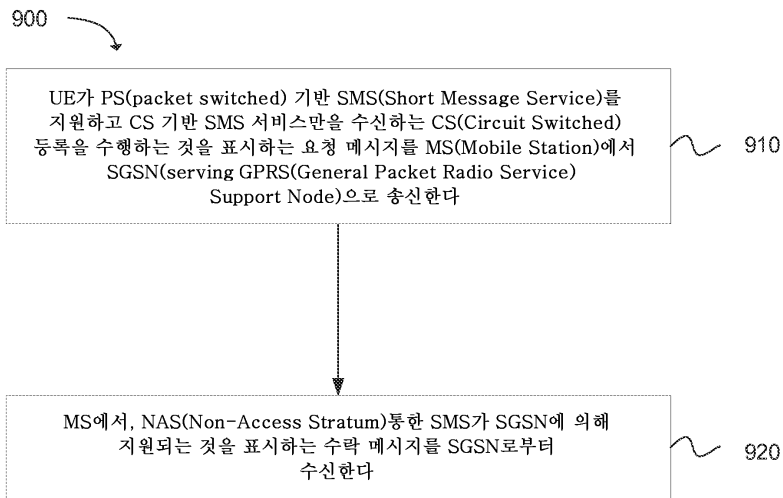 900
UE가 PS(packet switched) 기반 SMS(Short Message Service)를
지원하고 CS 기반 SMS 서비스만을 수신하는 CS(Circuit Switched)
등록을 수행하는 것을 표시하는 요청 메시지를 MS(Mobile Station)에서
SGSN(serving GPRS(General Packet Radio Service)
Support Node)으로 송신한다
910
MS에서, NAS(Non-Access Stratum)통한 SMS가 SGSN에 의해
지원되는 것을 표시하는 수락 메시지를 SGSN로부터
수신한다
920